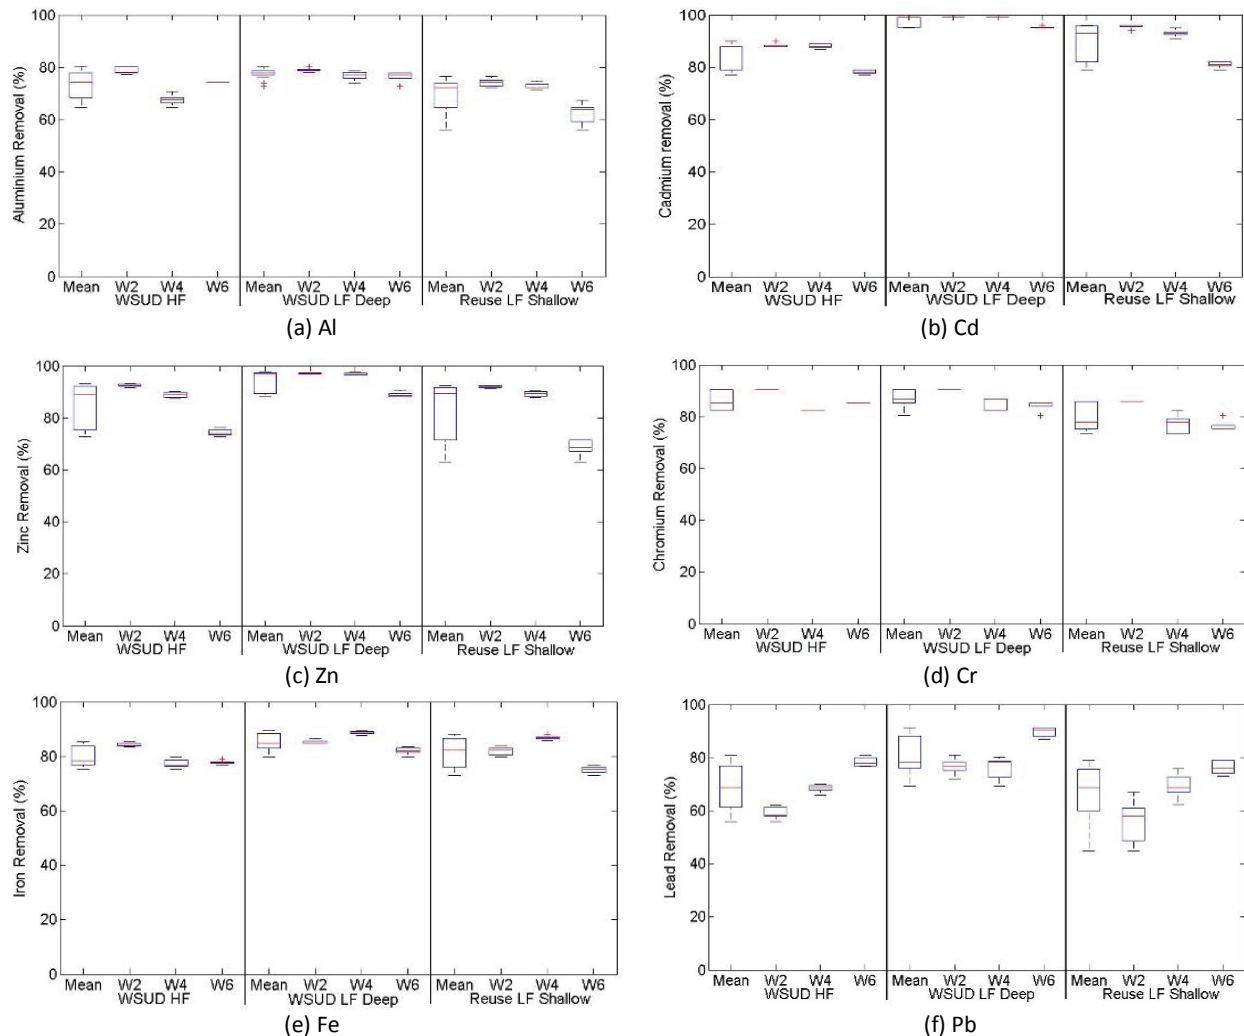 Aluminium Removal (%)
100
80
60
40
20
0
Mean W2 W4 W6 Mean W2 W4 W6 Mean W2 W4 W6
WSUD HF WSUD LF Deep Reuse LF Shallow
(a) Al
Cadmium removal (%)
100
80
60
40
20
0
Mean W2 W4 W6 Mean W2 W4 W6 Mean W2 W4 W6
WSUD HF WSUD LF Deep Reuse LF Shallow
(b) Cd
Zinc Removal (%)
100
80
60
40
20
0
Mean W2 W4 W6 Mean W2 W4 W6 Mean W2 W4 W6
WSUD HF WSUD LF Deep Reuse LF Shallow
(c) Zn
Chromium Removal (%)
100
80
60
40
20
0
Mean W2 W4 W6 Mean W2 W4 W6 Mean W2 W4 W6
WSUD HF WSUD LF Deep Reuse LF Shallow
(d) Cr
Iron Removal (%)
100
80
60
40
20
0
Mean W2 W4 W6 Mean W2 W4 W6 Mean W2 W4 W6
WSUD HF WSUD LF Deep Reuse LF Shallow
(e) Fe
Lead Removal (%)
100
80
60
40
20
0
Mean W2 W4 W6 Mean W2 W4 W6 Mean W2 W4 W6
WSUD HF WSUD LF Deep Reuse LF Shallow
(f) Pb